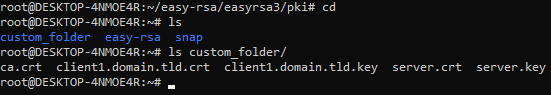 root@DESKTOP-4NMOE4R:~/easy-rsa/easyrsa3/pki# cd
root@DESKTOP-4NMOE4R:~# ls
custom_folder  easy-rsa  snap
root@DESKTOP-4NMOE4R:~# ls custom_folder/
ca.crt  client1.domain.tld.crt  client1.domain.tld.key  server.crt  server.key
root@DESKTOP-4NMOE4R:~#